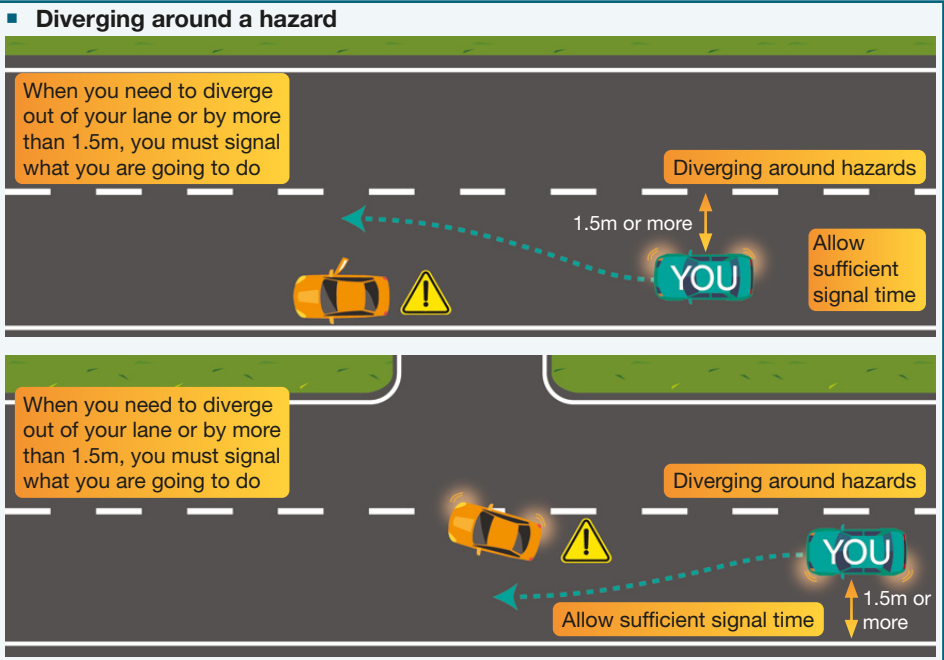 Diverging around a hazard
When you need to diverge
out of your lane or by more
than 1.5m, you must signal
what you are going to do
Diverging around hazards
1.5m or more
Allow
sufficient
signal time
YOU
When you need to diverge
out of your lane or by more
than 1.5m, you must signal
what you are going to do
Diverging around hazards
YOU
1.5m or
more
Allow sufficient signal time